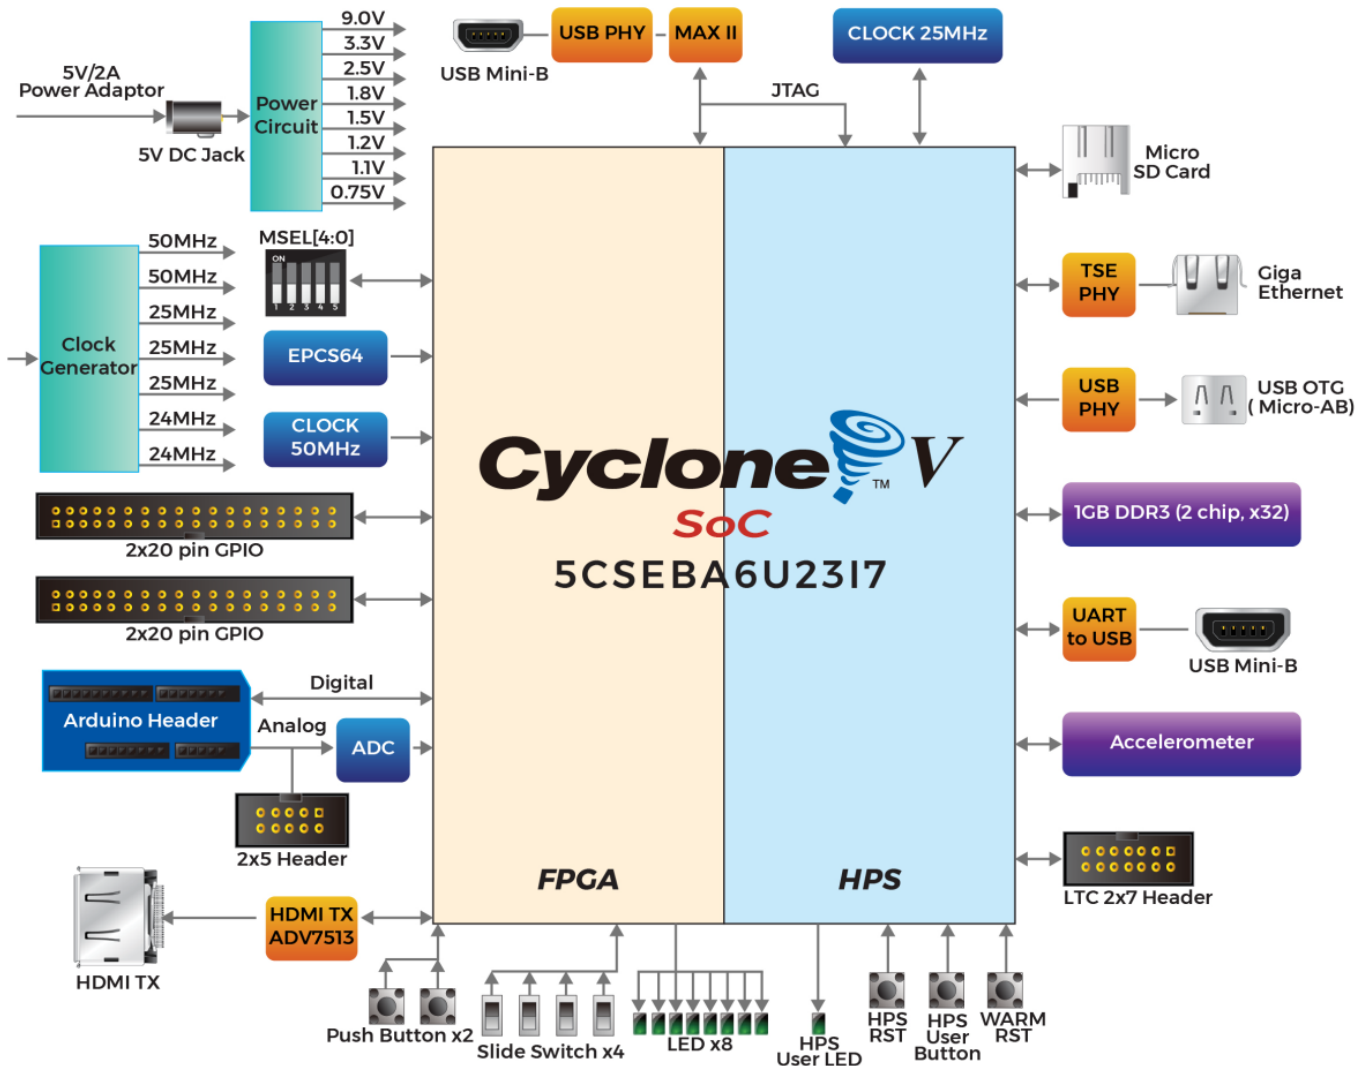 5V/2A
Power Adaptor
5V DC Jack
Power
Circuit
9.0V
3.3V
2.5V
1.8V
1.5V
1.2V
1.1V
0.75V
USB Mini-B
USB PHY
MAX II
JTAG
CLOCK 25MHz
Clock
Generator
50MHz
50MHz
25MHz
25MHz
25MHz
24MHz
24MHz
MSEL[4:0]
ON
1 2 3 4 5
EPCS64
CLOCK
50MHz
2x20 pin GPIO
2x20 pin GPIO
Arduino Header
Digital
Analog
ADC
2x5 Header
HDMI TX
ADV7513
HDMI TX
Cyclone V
TM
SoC
5CSEBA6U23I7
FPGA
HPS
Micro
SD Card
TSE
PHY
Giga
Ethernet
USB
PHY
USB OTG
( Micro-AB)
1GB DDR3 (2 chip, x32)
UART
to USB
USB Mini-B
Accelerometer
LTC 2x7 Header
Push Button x2
Slide Switch x4
LED x8
HPS
User LED
HPS
RST
HPS
User
Button
WARM
RST